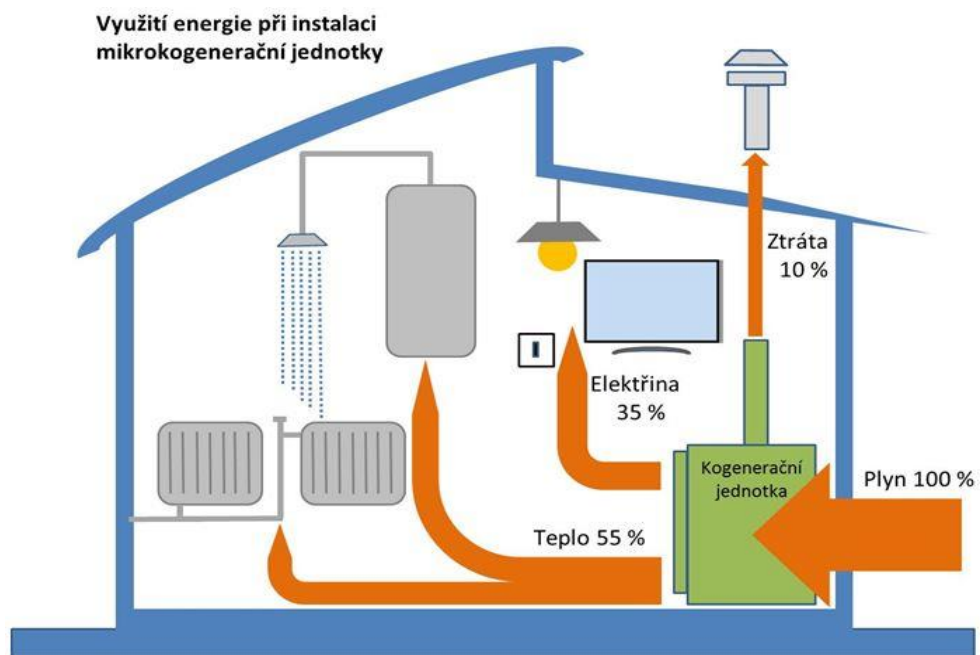 Využití energie při instalaci
mikrokogenerační jednotky
Ztráta
10 %
Elektřina
35 %
Kogenerační
jednotka
Plyn 100 %
Teplo 55 %